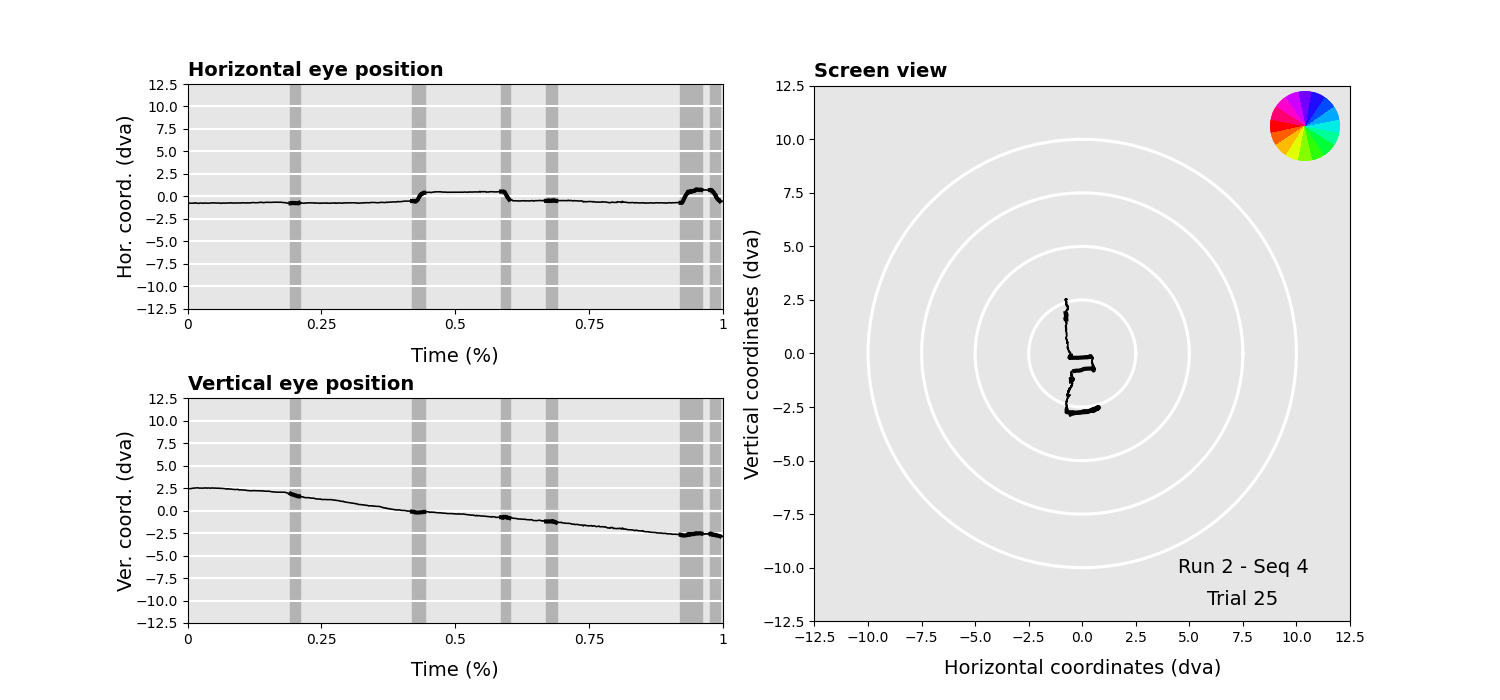 Horizontal eye position
Hor. coord. (dva)
12.5
10.0
7.5
5.0
2.5
0.0
−2.5
−5.0
−7.5
−10.0
−12.5
0 0.25 0.5 0.75 1
Time (%)
Vertical eye position
Ver. coord. (dva)
12.5
10.0
7.5
5.0
2.5
0.0
−2.5
−5.0
−7.5
−10.0
−12.5
0 0.25 0.5 0.75 1
Time (%)
Screen view
Vertical coordinates (dva)
12.5
10.0
7.5
5.0
2.5
0.0
−2.5
−5.0
−7.5
−10.0
−12.5
Run 2 - Seq 4
Trial 25
−12.5 −10.0 −7.5 −5.0 −2.5 0.0 2.5 5.0 7.5 10.0 12.5
Horizontal coordinates (dva)